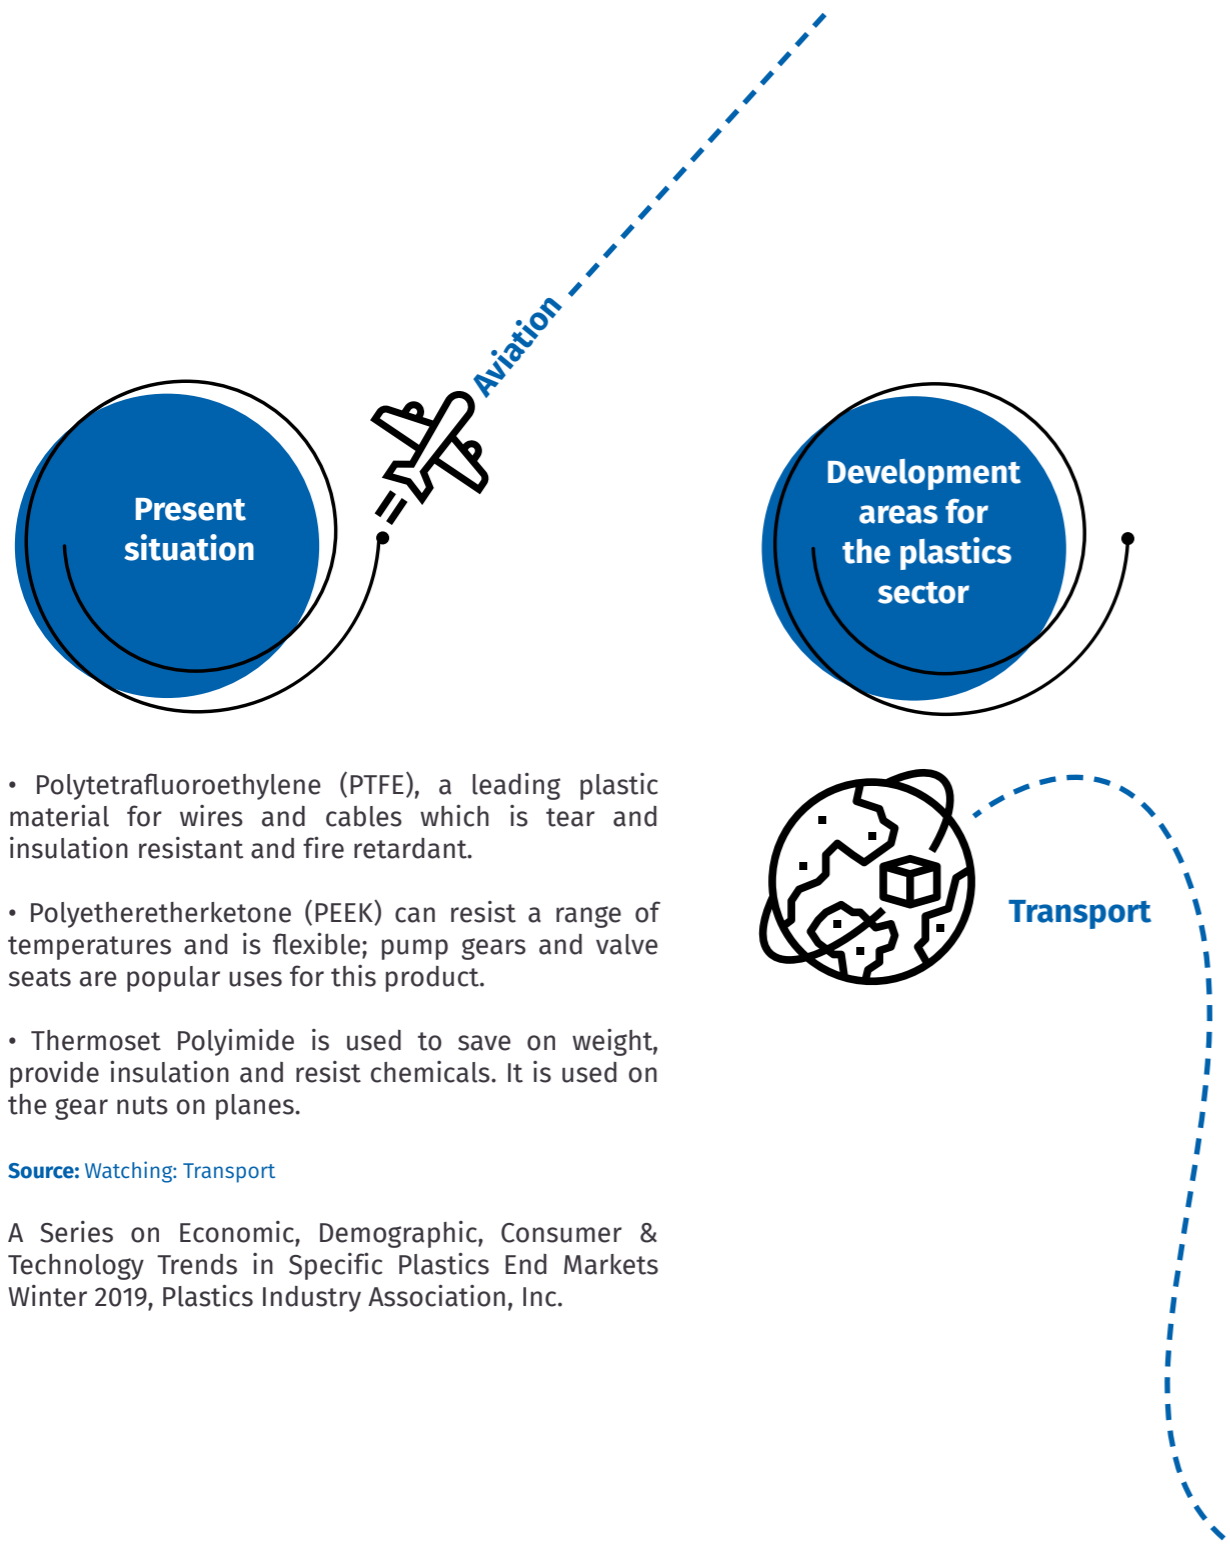 Aviation
Present
situation
• Polytetrafluoroethylene (PTFE), a leading plastic
material for wires and cables which is tear and
insulation resistant and fire retardant.
• Polyetheretherketone (PEEK) can resist a range of
temperatures and is flexible; pump gears and valve
seats are popular uses for this product.
• Thermoset Polyimide is used to save on weight,
provide insulation and resist chemicals. It is used on
the gear nuts on planes.
Source: Watching: Transport
A Series on Economic, Demographic, Consumer &
Technology Trends in Specific Plastics End Markets
Winter 2019, Plastics Industry Association, Inc.
Development
areas for
the plastics
sector
Transport